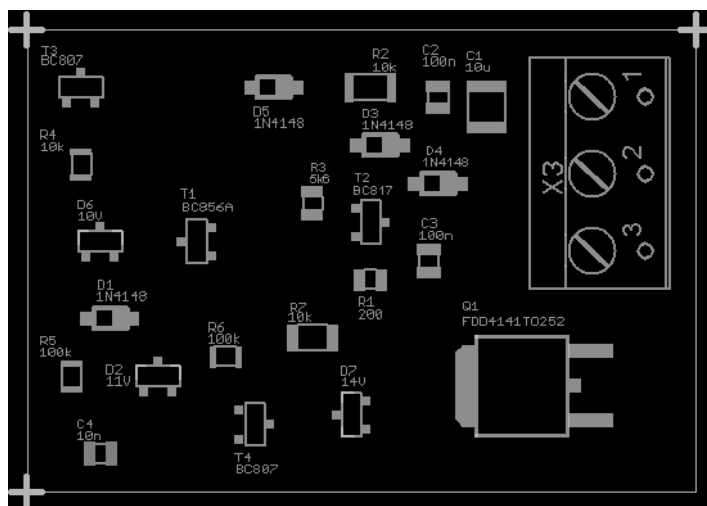 T3
BC807
R2
10k
C2
100n
C1
10u
D5
1N4148
D3
1N4148
1
R4
10k
D4
1N4148
2
X3
R3
5k6
T2
BC817
T1
BC856A
D6
10V
C3
100n
3
D1
1N4148
R1
200
R7
10k
Q1
FDD4141TO252
R6
100k
R5
100k
D2
11V
D7
14V
C4
10n
T4
BC807